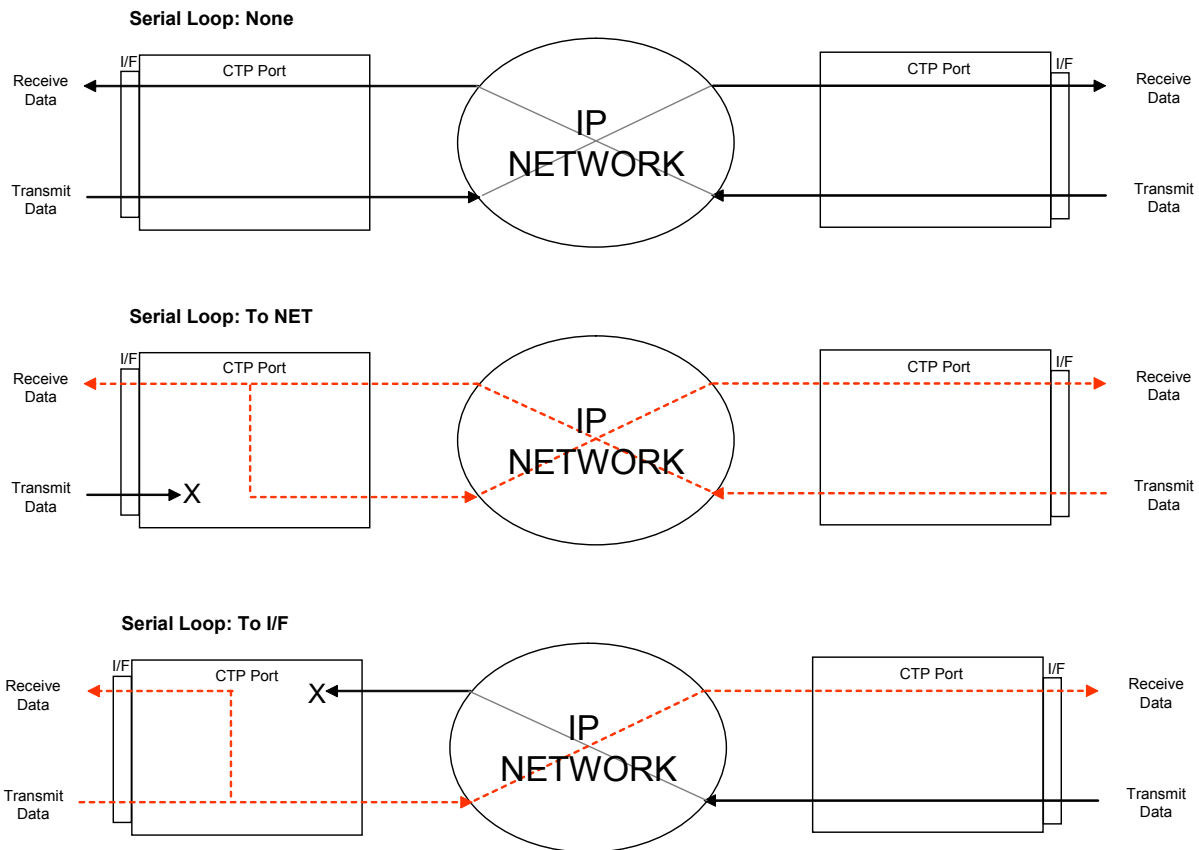 Serial Loop: None
I/F
CTP Port
CTP Port
I/F
Receive
Data
Receive
Data
IP
NETWORK
Transmit
Data
Transmit
Data
Serial Loop: To NET
I/F
CTP Port
CTP Port
I/F
Receive
Data
Receive
Data
IP
NETWORK
Transmit
Data
X
Transmit
Data
Serial Loop: To I/F
I/F
CTP Port
CTP Port
I/F
Receive
Data
X
Receive
Data
IP
NETWORK
Transmit
Data
Transmit
Data